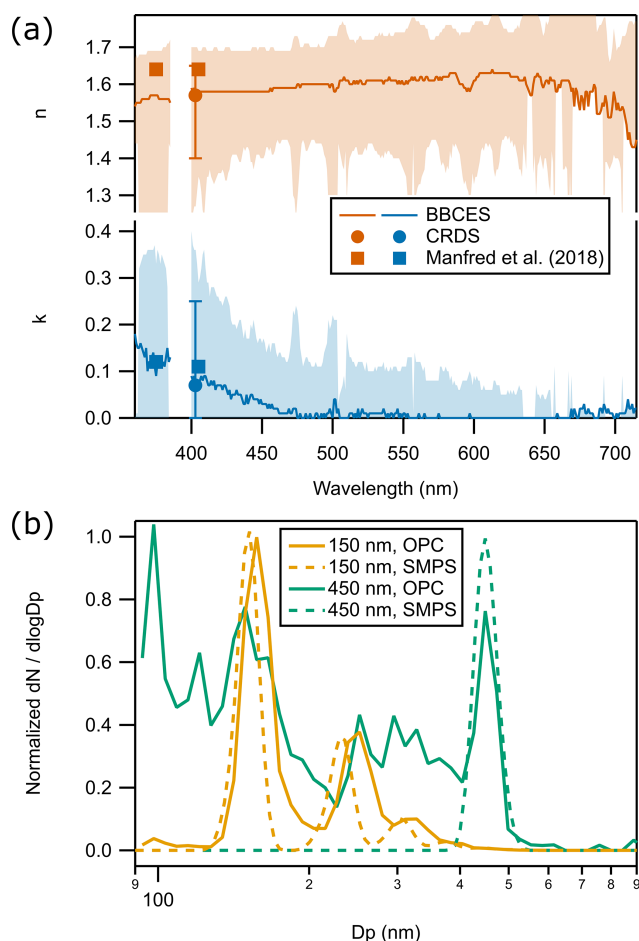 (a)
1.7
1.6
1.5
1.4
1.3
n
BBCES
CRDS
Manfred et al. (2018)
0.4
0.3
0.2
0.1
0.0
k
400 450 500 550 600 650 700
Wavelength (nm)
(b)
1.0
0.8
0.6
0.4
0.2
0.0
Normalized dN / dlogDp
150 nm, OPC
150 nm, SMPS
450 nm, OPC
450 nm, SMPS
9 100 2 3 4 5 6 7 8 9
Dp (nm)